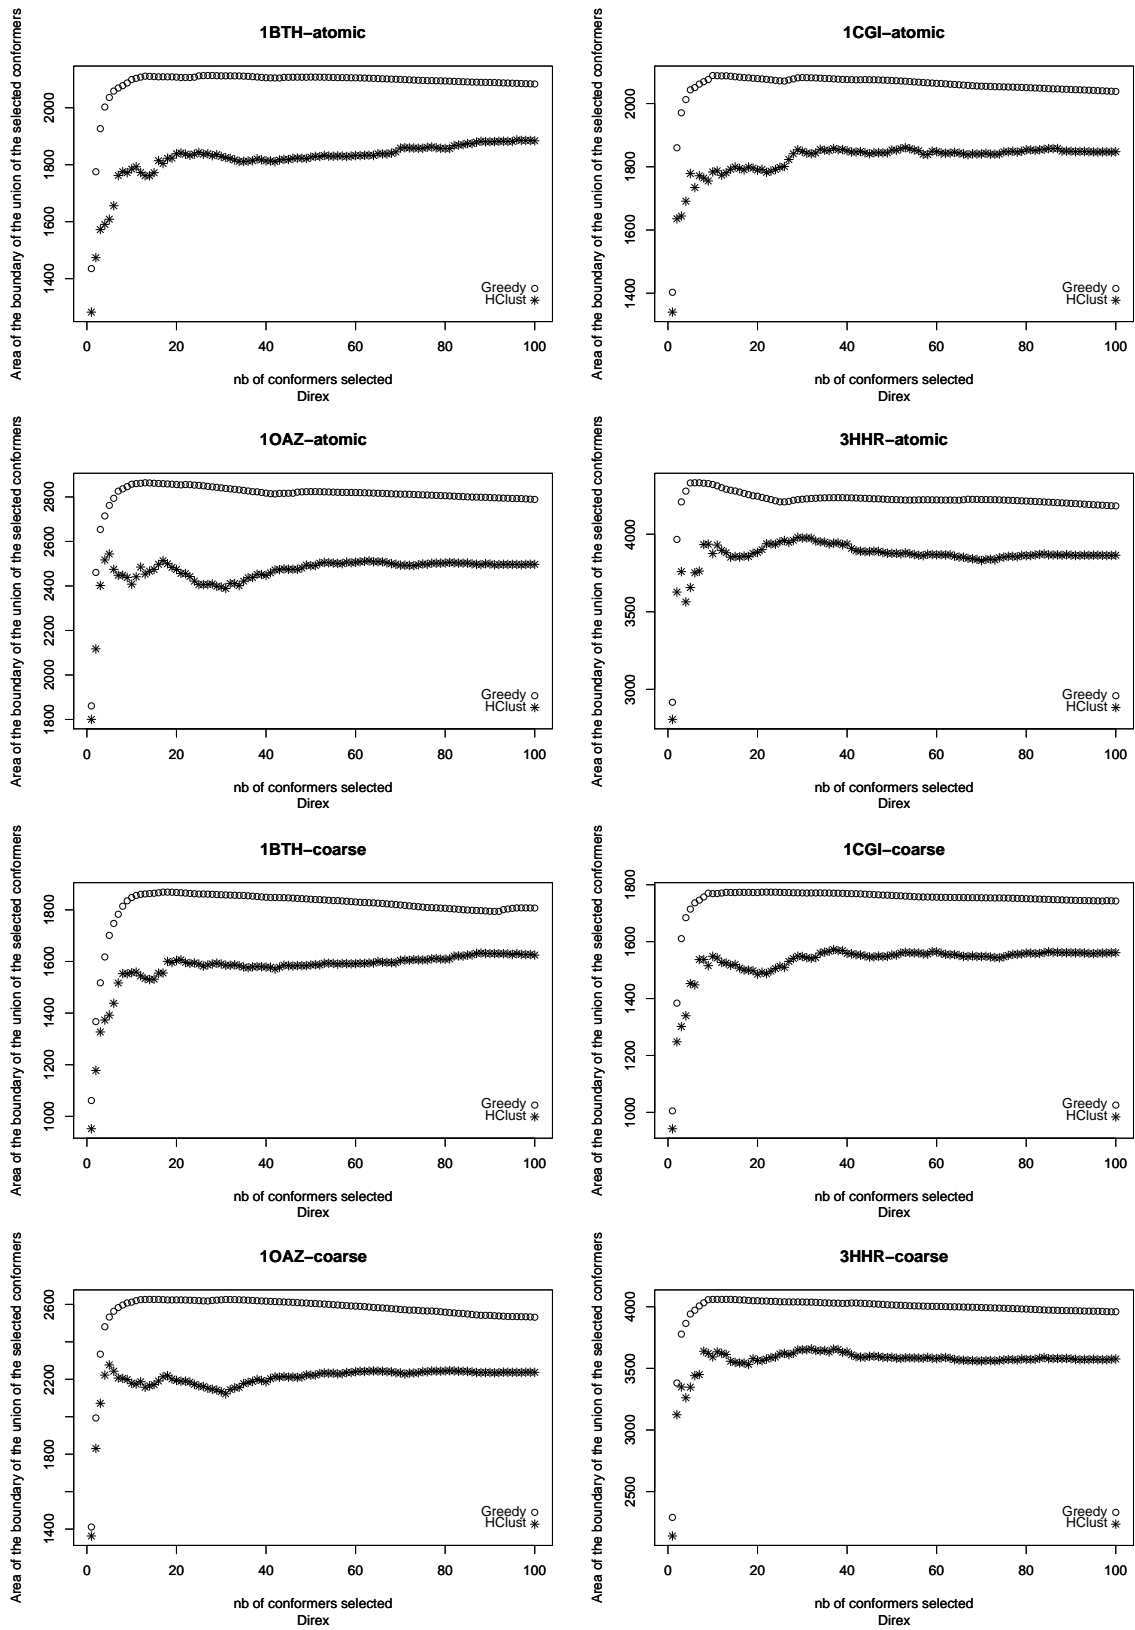 1BTH–atomic
Area of the boundary of the union of the selected conformers
2000
1800
1600
1400
Greedy
HClust
0 20 40 60 80 100
nb of conformers selected
Direx
1CGI–atomic
Area of the boundary of the union of the selected conformers
2000
1800
1600
1400
Greedy
HClust
0 20 40 60 80 100
nb of conformers selected
Direx
1OAZ–atomic
Area of the boundary of the union of the selected conformers
2800
2600
2400
2200
2000
1800
Greedy
HClust
0 20 40 60 80 100
nb of conformers selected
Direx
3HHR–atomic
Area of the boundary of the union of the selected conformers
4000
3500
3000
Greedy
HClust
0 20 40 60 80 100
nb of conformers selected
Direx
1BTH–coarse
Area of the boundary of the union of the selected conformers
1800
1600
1400
1200
1000
Greedy
HClust
0 20 40 60 80 100
nb of conformers selected
Direx
1CGI–coarse
Area of the boundary of the union of the selected conformers
1800
1600
1400
1200
1000
Greedy
HClust
0 20 40 60 80 100
nb of conformers selected
Direx
1OAZ–coarse
Area of the boundary of the union of the selected conformers
2600
2200
1800
1400
Greedy
HClust
0 20 40 60 80 100
nb of conformers selected
Direx
3HHR–coarse
Area of the boundary of the union of the selected conformers
4000
3500
3000
2500
Greedy
HClust
0 20 40 60 80 100
nb of conformers selected
Direx